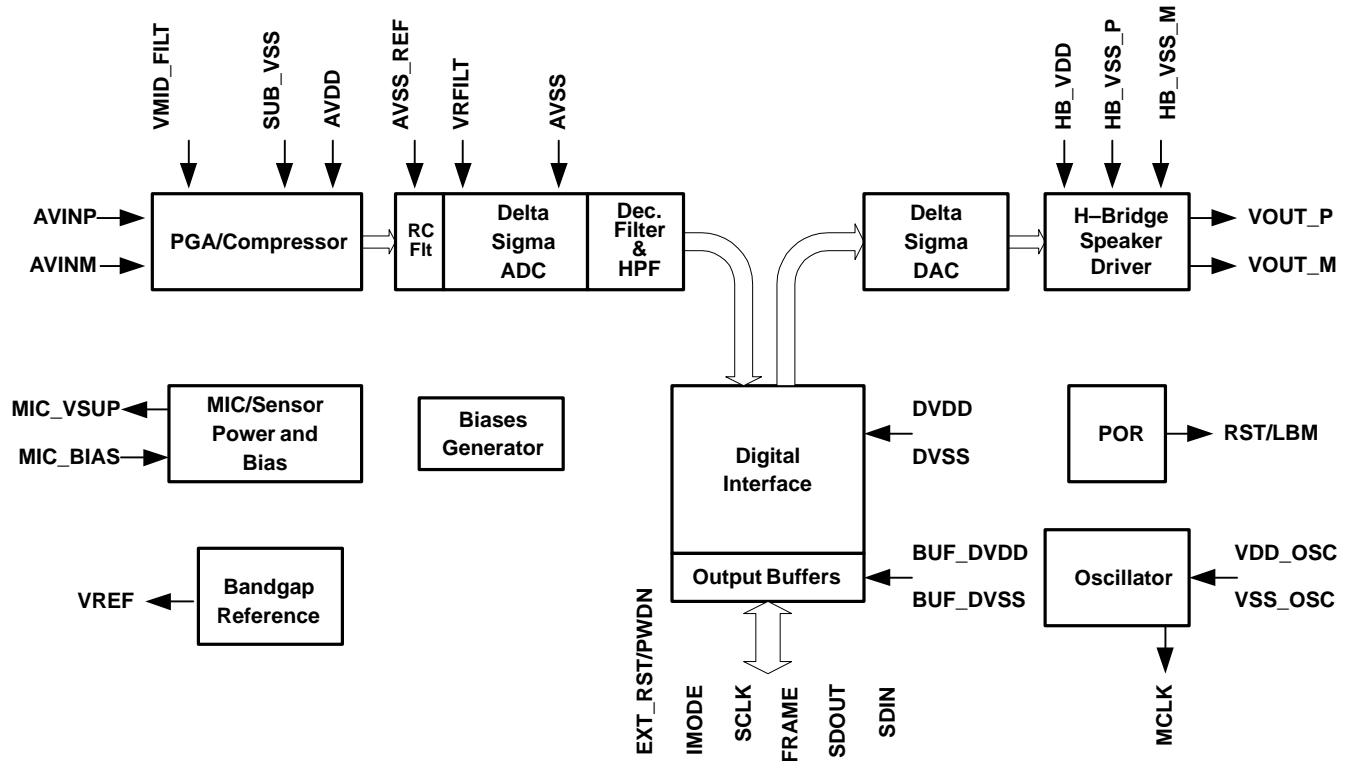 VMID_FILT
SUB_VSS
AVDD
AVSS_REF
VRFILT
AVSS
HB_VDD
HB_VSS_P
HB_VSS_M
AVINP
AVINM
PGA/Compressor
RC
Flt
Delta
Sigma
ADC
Dec.
Filter
&
HPF
Delta
Sigma
DAC
H–Bridge
Speaker
Driver
VOUT_P
VOUT_M
MIC_VSUP
MIC_BIAS
MIC/Sensor
Power and
Bias
Biases
Generator
Digital
Interface
DVDD
DVSS
POR
RST/LBM
VREF
Bandgap
Reference
Output Buffers
BUF_DVDD
BUF_DVSS
Oscillator
VDD_OSC
VSS_OSC
EXT_RST/PWDN
IMODE
SCLK
FRAME
SDOUT
SDIN
MCLK